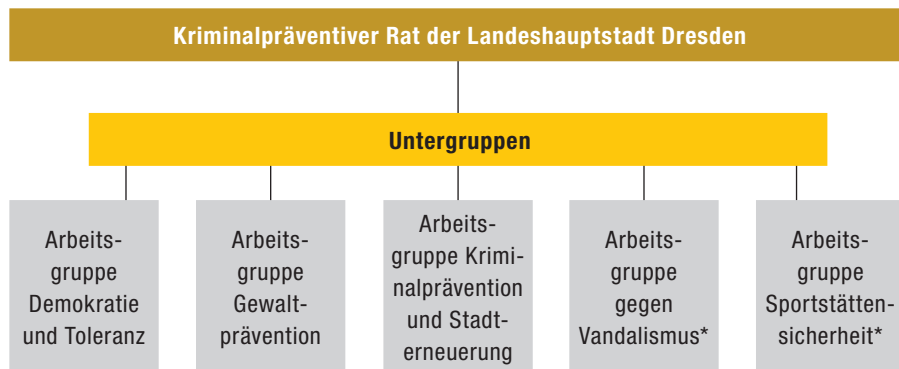 Kriminalpräventiver Rat der Landeshauptstadt Dresden
Untergruppen
Arbeits-
gruppe
Demokratie
und Toleranz
Arbeits-
gruppe
Gewalt-
prävention
Arbeits-
gruppe Krimi-
nalprävention
und Stadt-
erneuerung
Arbeits-
gruppe
gegen
Vandalismus*
Arbeits-
gruppe
Sportstätten-
sicherheit*